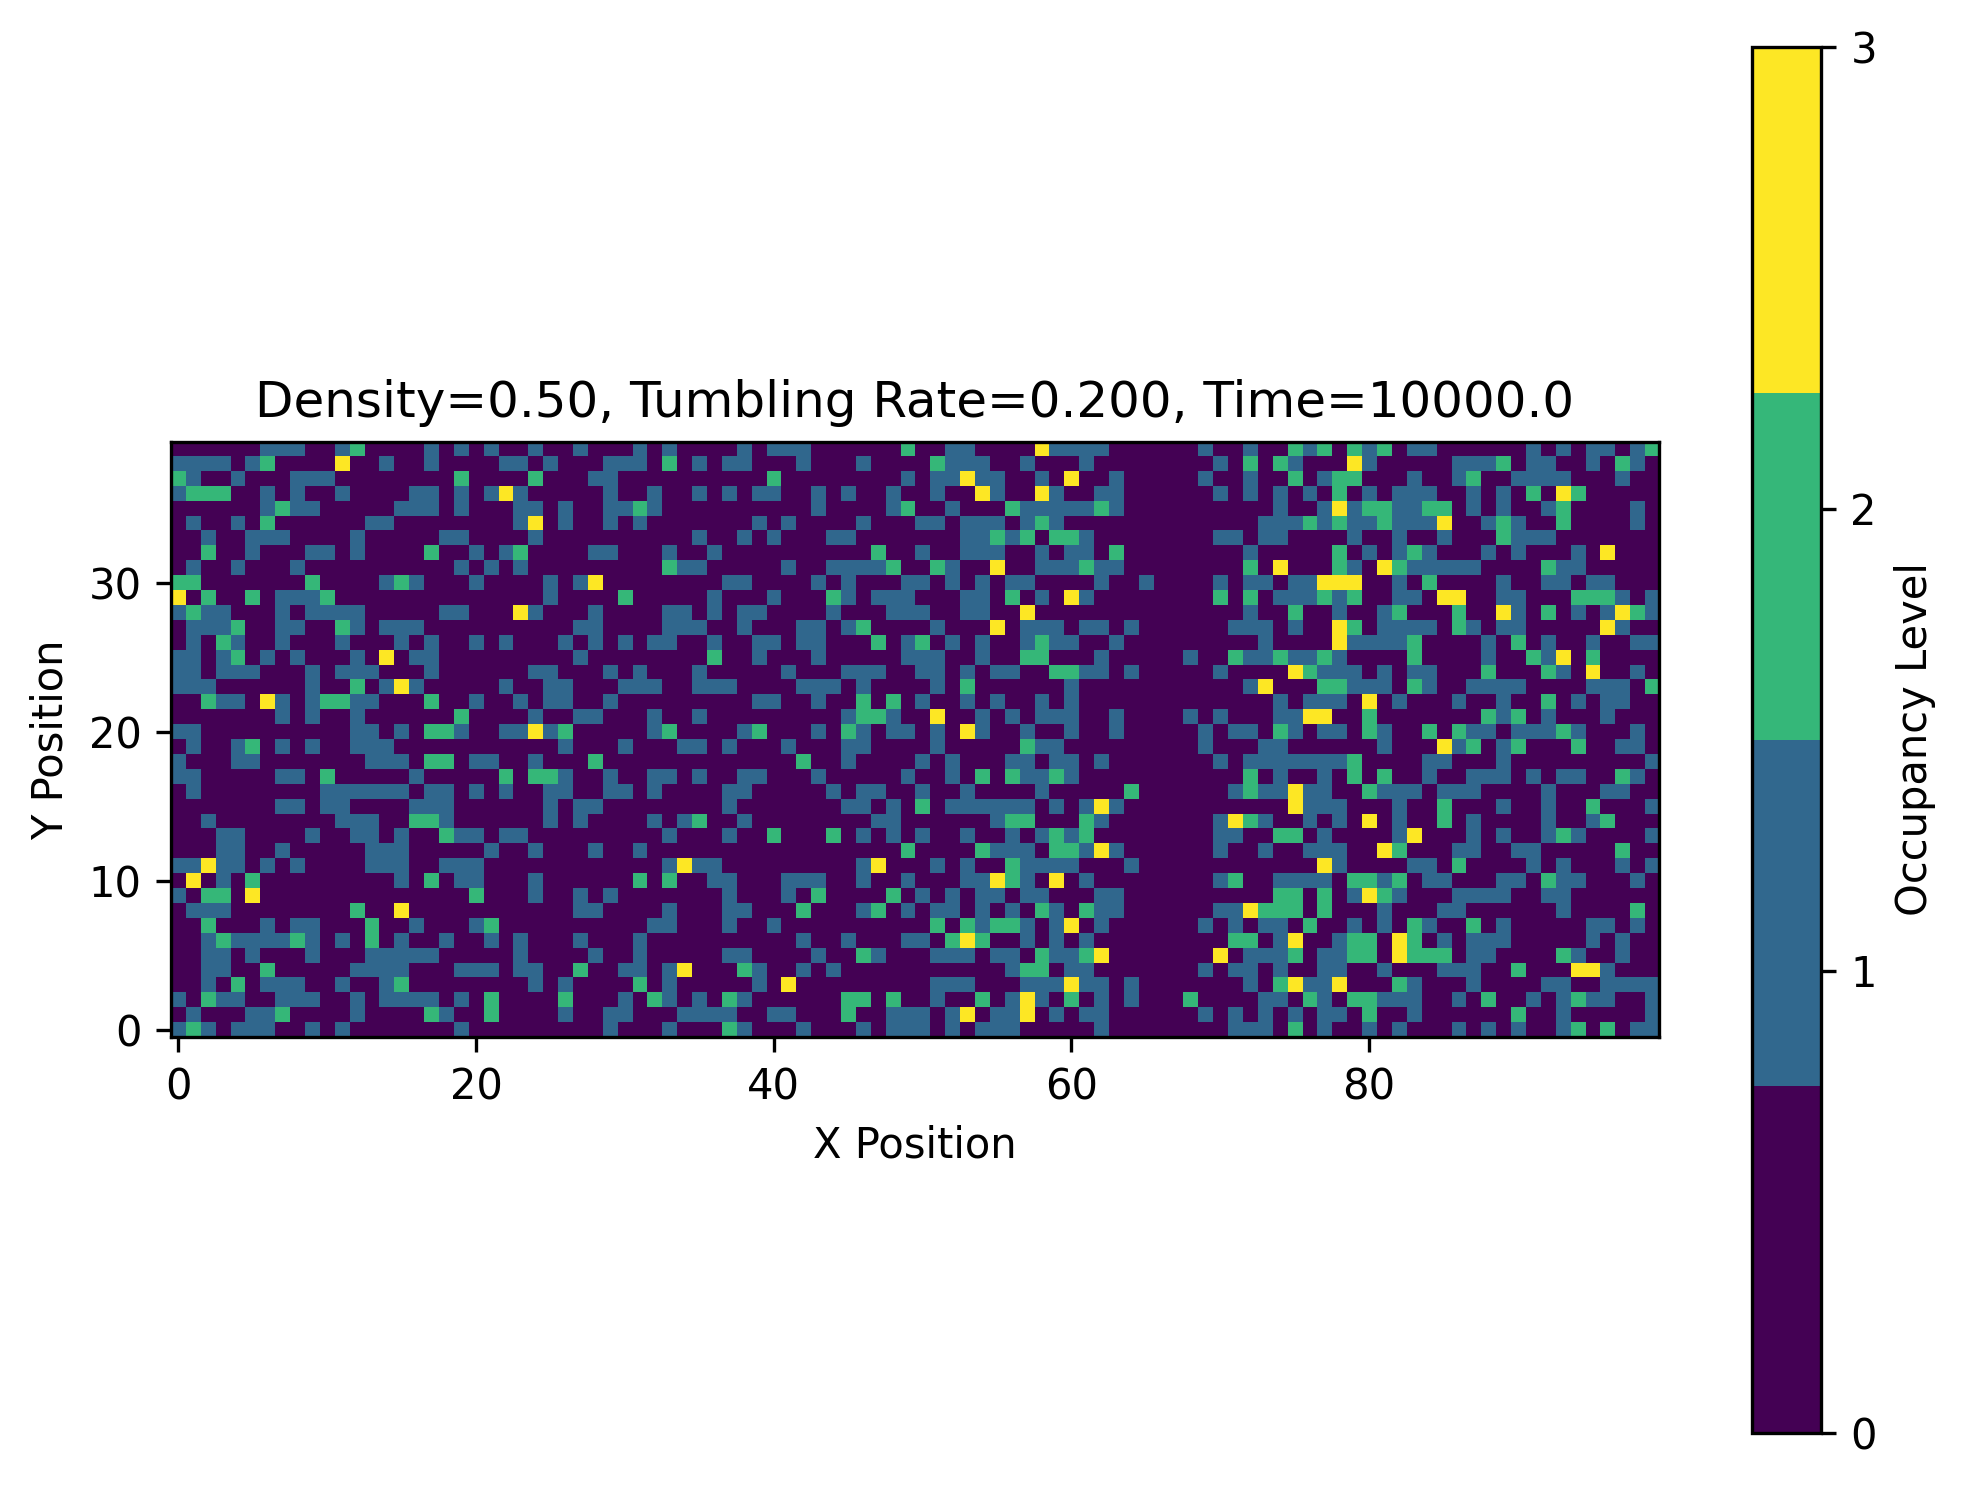 Density=0.50, Tumbling Rate=0.200, Time=10000.0
Y Position
30
20
10
0
0 20 40 60 80
X Position
3
2
1
0
Occupancy Level